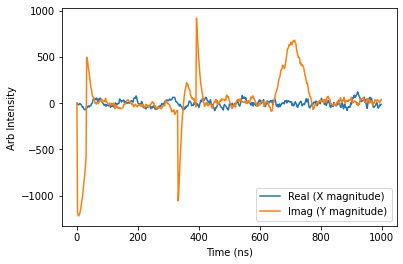 1000
500
0
−500
−1000
Arb Intensity
0
200
400
600
800
1000
Time (ns)
Real (X magnitude)
Imag (Y magnitude)